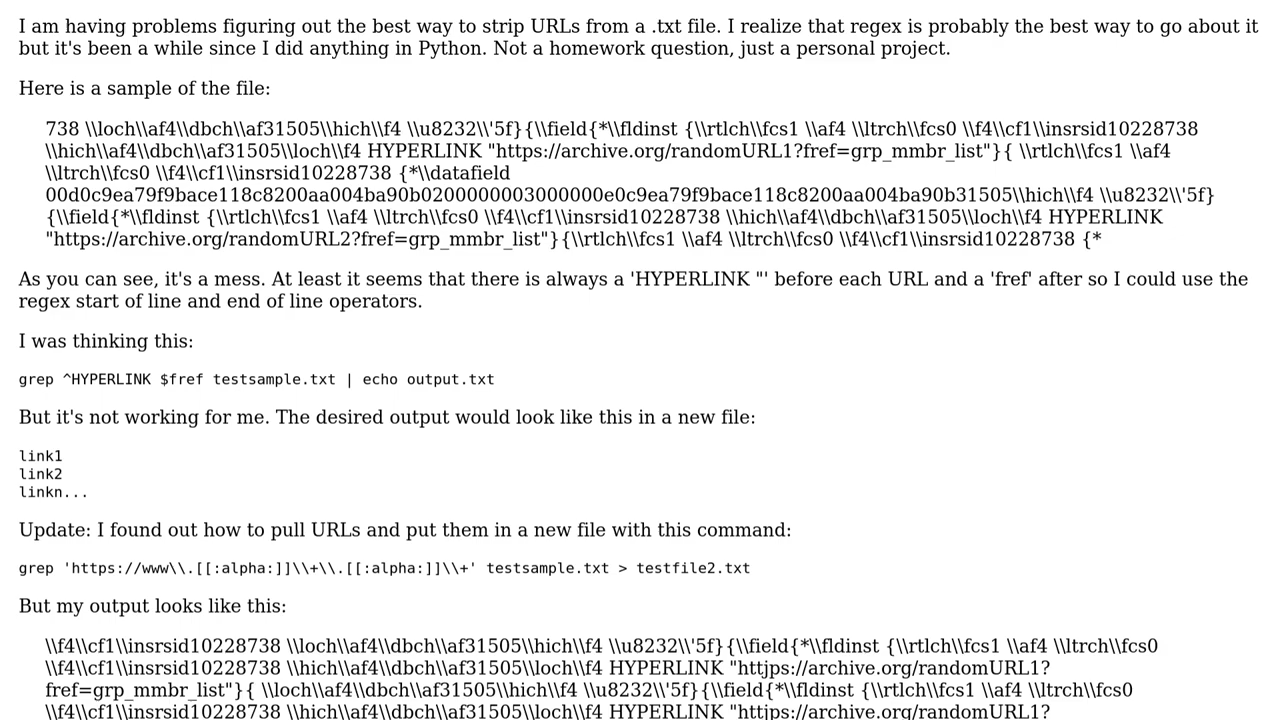 I am having problems figuring out the best way to strip URLs from a .txt file. I realize that regex is probably the best way to go about it
but it's been a while since I did anything in Python. Not a homework question, just a personal project.
Here is a sample of the file:
738 \\loch\\af4\\dbch\\af31505\\hich\\f4 \\u8232\\'5f}{\\field{*\\fldinst {\\rtlch\\fcs1 \\af4 \\ltrch\\fcs0 \\f4\\cf1\\insrsid10228738
\\hich\\af4\\dbch\\af31505\\loch\\f4 HYPERLINK "https://archive.org/randomURL1?fref=grp_mmbr_list"}{ \\rtlch\\fcs1 \\af4
\\ltrch\\fcs0 \\f4\\cf1\\insrsid10228738 {*\\datafield
00d0c9ea79f9bace118c8200aa004ba90b0200000003000000e0c9ea79f9bace118c8200aa004ba90b31505\\hich\\f4 \\u8232\\'5f}
{\\field{*\\fldinst {\\rtlch\\fcs1 \\af4 \\ltrch\\fcs0 \\f4\\cf1\\insrsid10228738 \\hich\\af4\\dbch\\af31505\\loch\\f4 HYPERLINK
"https://archive.org/randomURL2?fref=grp_mmbr_list"}{\\rtlch\\fcs1 \\af4 \\ltrch\\fcs0 \\f4\\cf1\\insrsid10228738 {*
As you can see, it's a mess. At least it seems that there is always a 'HYPERLINK "' before each URL and a 'fref' after so I could use the
regex start of line and end of line operators.
I was thinking this:
grep ^HYPERLINK $fref testsample.txt | echo output.txt
But it's not working for me. The desired output would look like this in a new file:
link1
link2
linkn...
Update: I found out how to pull URLs and put them in a new file with this command:
grep 'https://www\\.[[:alpha:]]\\+\\.[[:alpha:]]\\+' testsample.txt > testfile2.txt
But my output looks like this:
\\f4\\cf1\\insrsid10228738 \\loch\\af4\\dbch\\af31505\\hich\\f4 \\u8232\\'5f}{\\field{*\\fldinst {\\rtlch\\fcs1 \\af4 \\ltrch\\fcs0
\\f4\\cf1\\insrsid10228738 \\hich\\af4\\dbch\\af31505\\loch\\f4 HYPERLINK "httjps://archive.org/randomURL1?
fref=grp_mmbr_list"}{ \\loch\\af4\\dbch\\af31505\\hich\\f4 \\u8232\\'5f}{\\field{*\\fldinst {\\rtlch\\fcs1 \\af4 \\ltrch\\fcs0
\\f4\\cf1\\insrsid10228738 \\hich\\af4\\dbch\\af31505\\loch\\f4 HYPERLINK "httjps://archive.org/randomURL1?